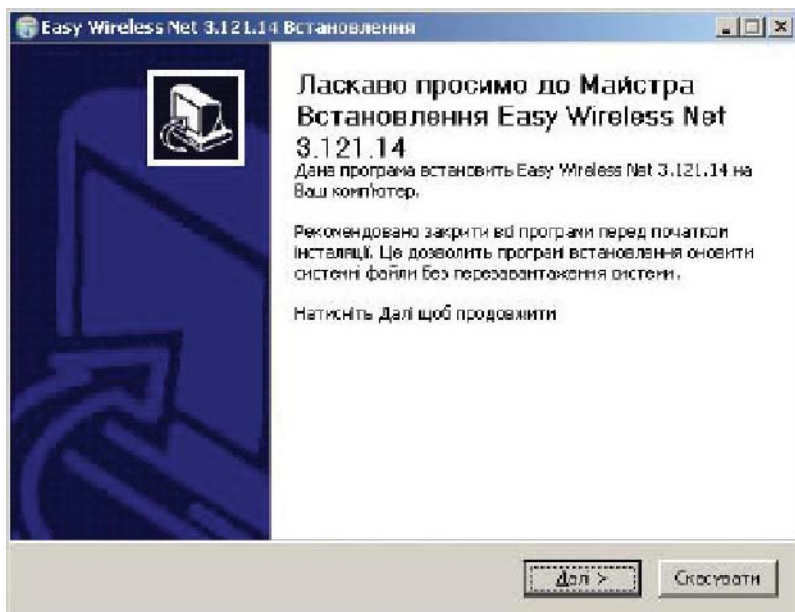 Easy Wireless Net 3.121.14 Встановлення
Ласкаво просимо до Майстра
Встановлення Easy Wireless Net
3.121.14
Дана програма встановить Easy Wireless Net 3.121.14 на
Ваш комп'ютер.
Рекомендовано закрити всі програми перед початком
інсталяції. Це дозволить програмі встановлення оновити
системні файли без перезавантаження системи.
Натисніть Далі щоб продовжити
Далі >
Скасувати